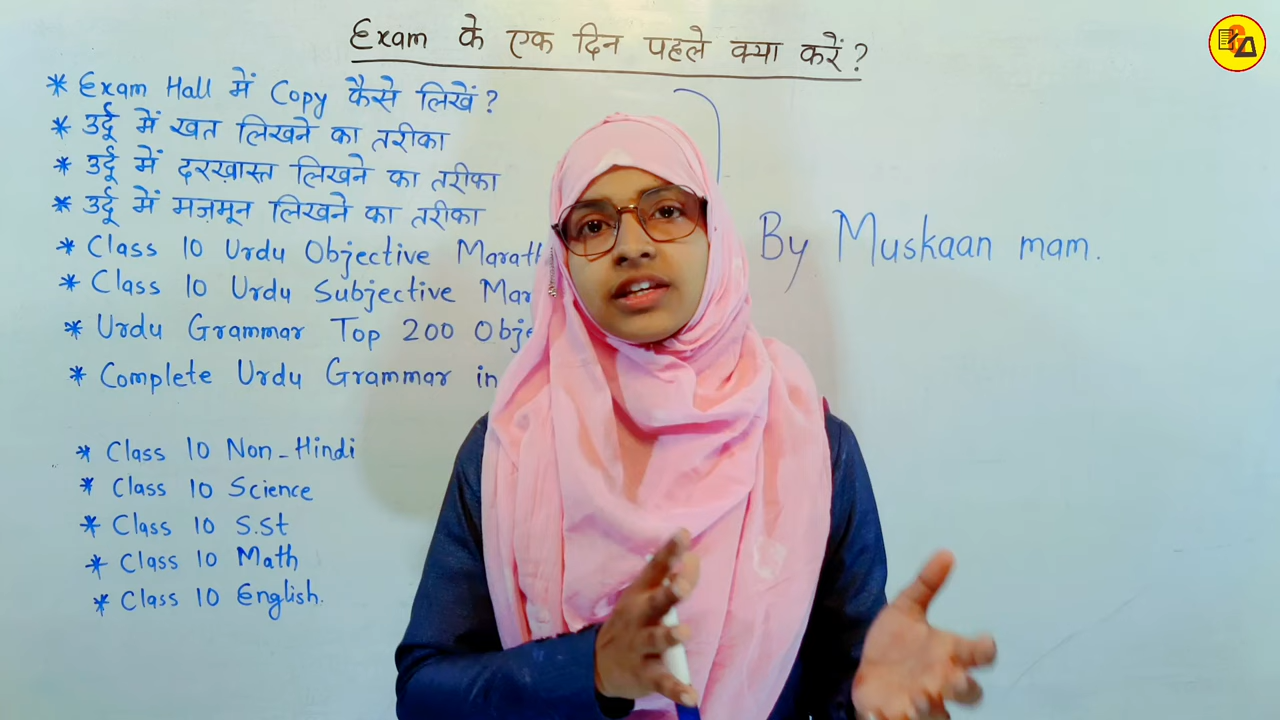 Exam के एक दिन पहले क्या करें?
* Exam Hall में Copy कैसे लिखें?
* उर्दू में खत लिखने का तरीका
* उर्दू में दरख़ास्त लिखने का तरीका
* उर्दू में मज़मून लिखने का तरीका
* Class 10 Urdu Objective
* Class 10 Urdu Subjective
* Urdu Grammar Top 200
* Complete Urdu Grammar in
By Muskaan mam.
* Class 10 Non-Hindi
* Class 10 Science
* Class 10 S.St
* Class 10 Math
* Class 10 English.